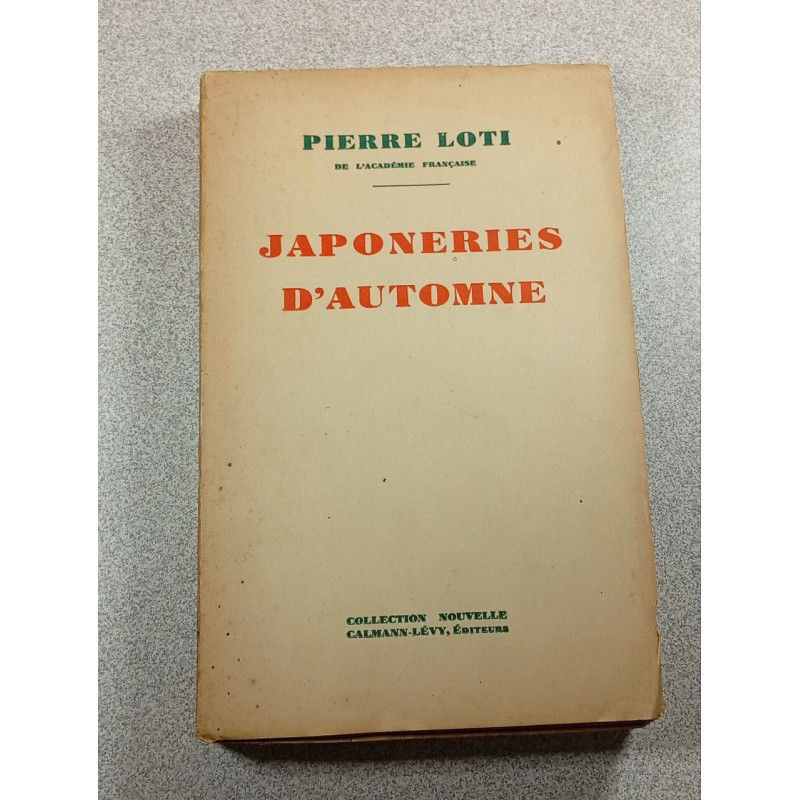 PIERRE LOTI
DE L'ACADÉMIE FRANÇAISE
JAPONERIES
D'AUTOMNE
COLLECTION NOUVELLE
CALMANN-LÉVY, ÉDITEURS